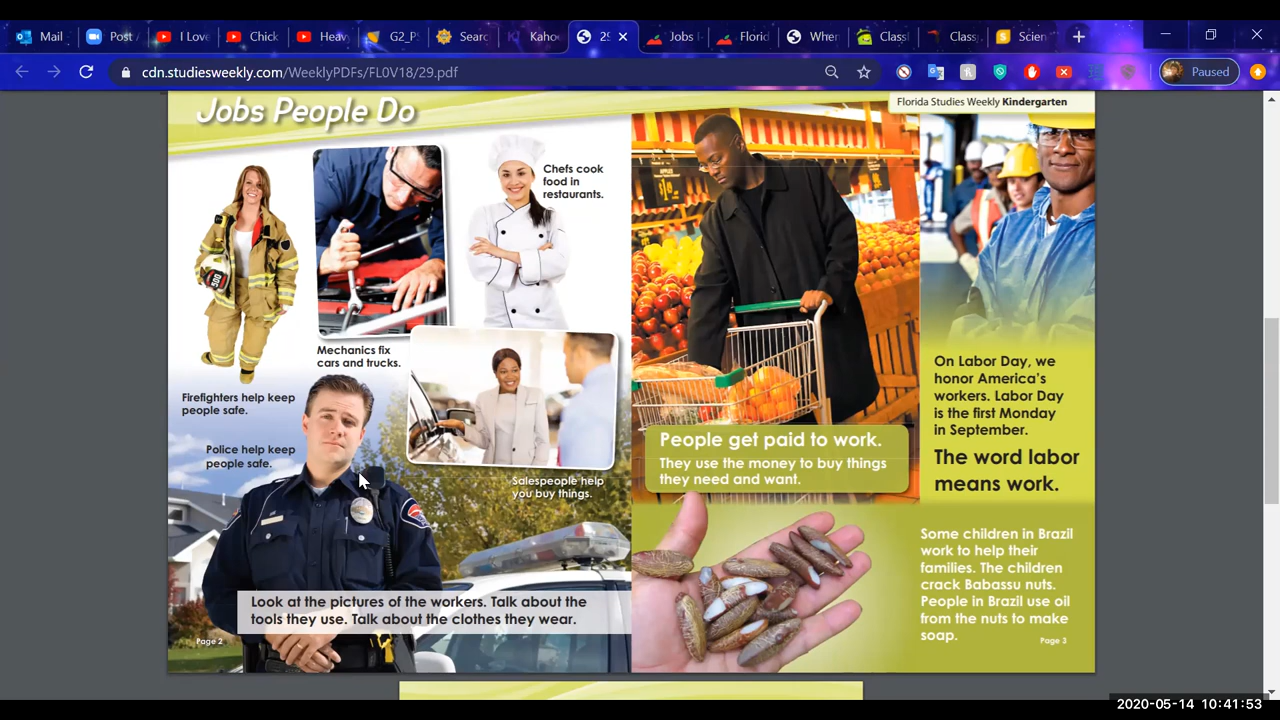 Mail
Post
I Love
Chick
Heav
G2_P
Searc
Kaho
29
Jobs
Florid
When
Class
Class
Scien
cdn.studiesweekly.com/WeeklyPDFs/FL0V18/29.pdf
Paused
Jobs People Do
Florida Studies Weekly Kindergarten
Chefs cook
food in
restaurants.
Mechanics fix
cars and trucks.
Firefighters help keep
people safe.
Police help keep
people safe.
Salespeople help
you buy things.
Look at the pictures of the workers. Talk about the
tools they use. Talk about the clothes they wear.
Page 2
People get paid to work.
They use the money to buy things
they need and want.
On Labor Day, we
honor America's
workers. Labor Day
is the first Monday
in September.
The word labor
means work.
Some children in Brazil
work to help their
families. The children
crack Babassu nuts.
People in Brazil use oil
from the nuts to make
soap.
Page 3
2020-05-14 10:41:53